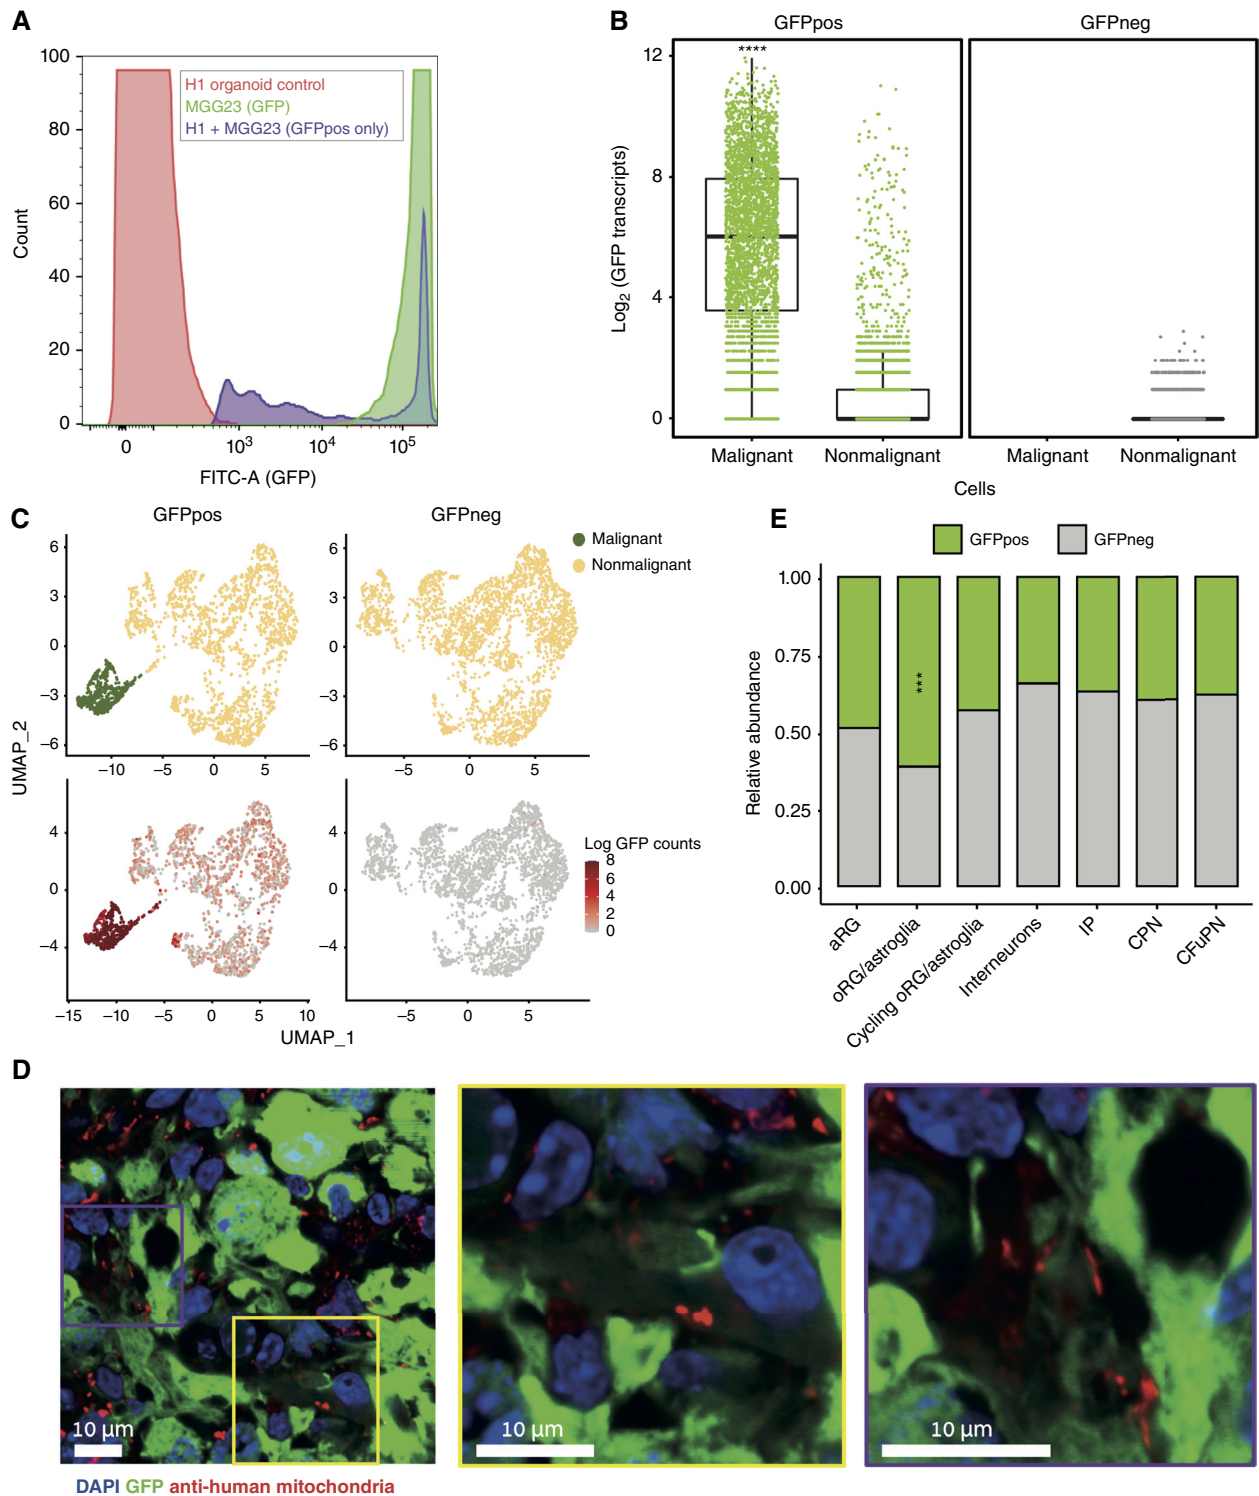 A
100
80
60
40
20
0
Count
H1 organoid control
MGG23 (GFP)
H1 + MGG23 (GFPpos only)
0
10³
10⁴
10⁵
FITC-A (GFP)
B
GFPpos
GFPneg
****
12
8
4
0
Log₂ (GFP transcripts)
Malignant
Nonmalignant
Malignant
Nonmalignant
Cells
C
GFPpos
GFPneg
Malignant
Nonmalignant
6
3
0
−3
−6
−10
−5
0
5
6
3
0
−3
−6
−5
0
5
UMAP_2
4
0
−4
−15
−10
−5
0
5
10
4
0
−4
−5
0
5
Log GFP counts
8
6
4
2
0
UMAP_1
E
GFPpos
GFPneg
1.00
0.75
0.50
0.25
0.00
Relative abundance
***
aRG
oRG/astroglia
Cycling oRG/astroglia
Interneurons
IP
CPN
CFuPN
D
10 µm
10 µm
10 µm
DAPI GFP anti-human mitochondria